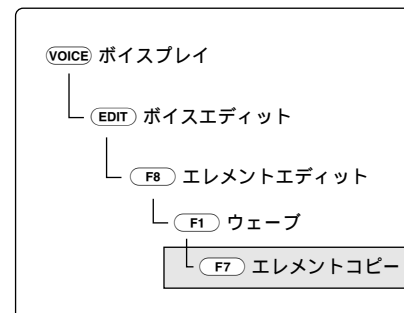 VOICE ボイスプレイ
EDIT ボイスエディット
F8 エレメントエディット
F1 ウェーブ
F7 エレメントコピー